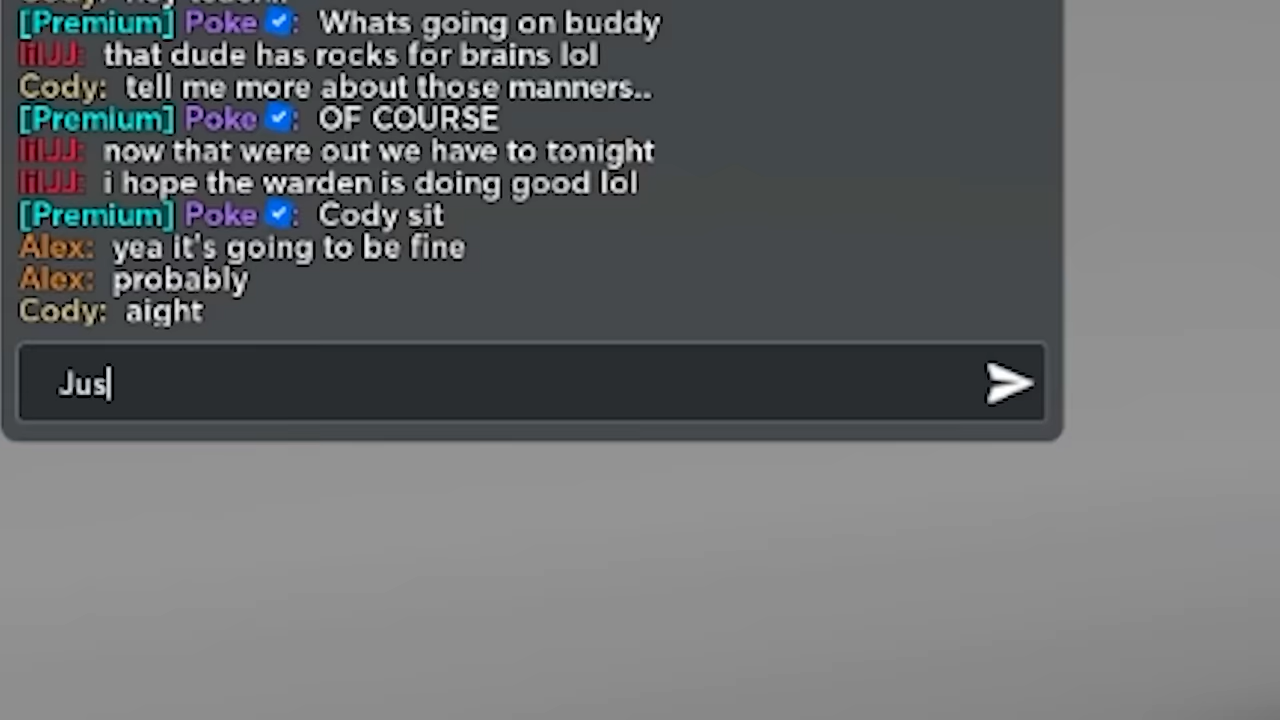 [Premium] Poke: Whats going on buddy
lilJJ: that dude has rocks for brains lol
Cody: tell me more about those manners..
[Premium] Poke: OF COURSE
lilJJ: now that were out we have to tonight
lilJJ: i hope the warden is doing good lol
[Premium] Poke: Cody sit
Alex: yea it's going to be fine
Alex: probably
Cody: aight
Jus